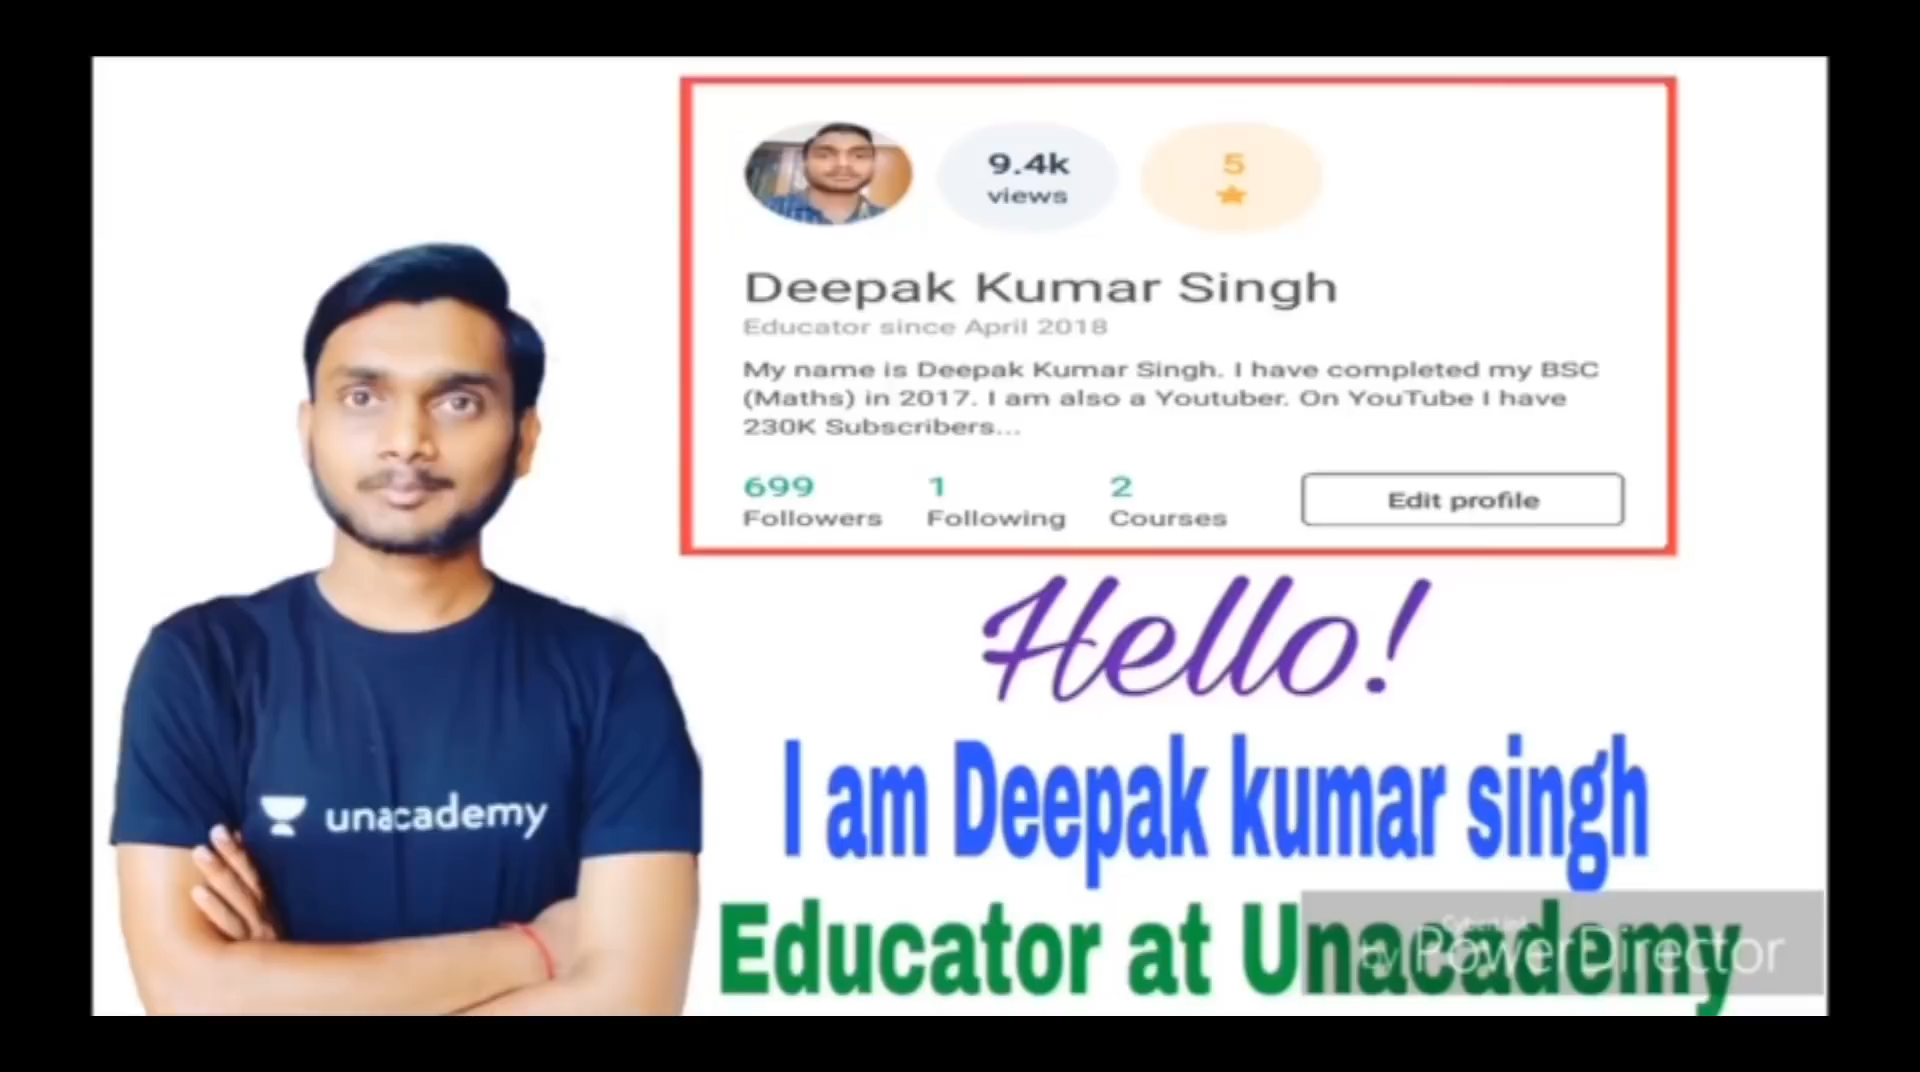 9.4k
views
5
Deepak Kumar Singh
Educator since April 2018
My name is Deepak Kumar Singh. I have completed my BSC
(Maths) in 2017. I am also a Youtuber. On YouTube I have
230K Subscribers...
699
Followers
1
Following
2
Courses
Edit profile
Hello!
I am Deepak kumar singh
unacademy
Educator at Unacademy
CyberLink
by PowerDirector